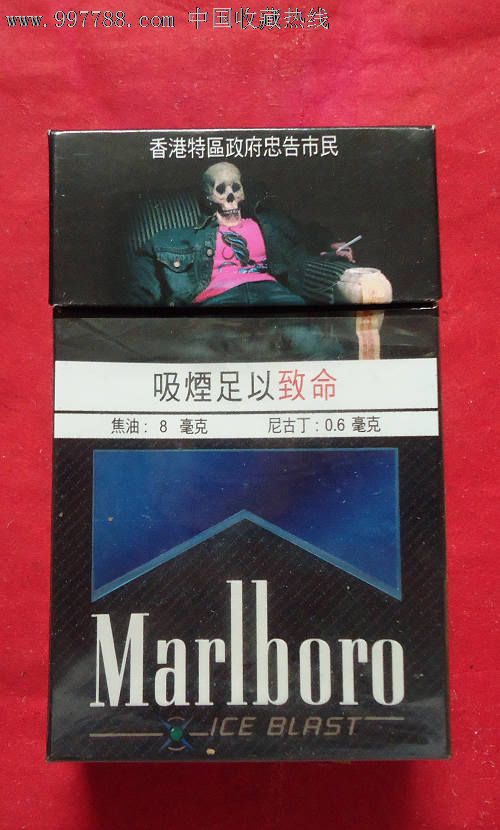 www.997788.com 中国收藏热线
香港特區政府忠告市民
吸煙足以致命
焦油: 8 毫克 尼古丁: 0.6 毫克
Marlboro
ICE BLAST